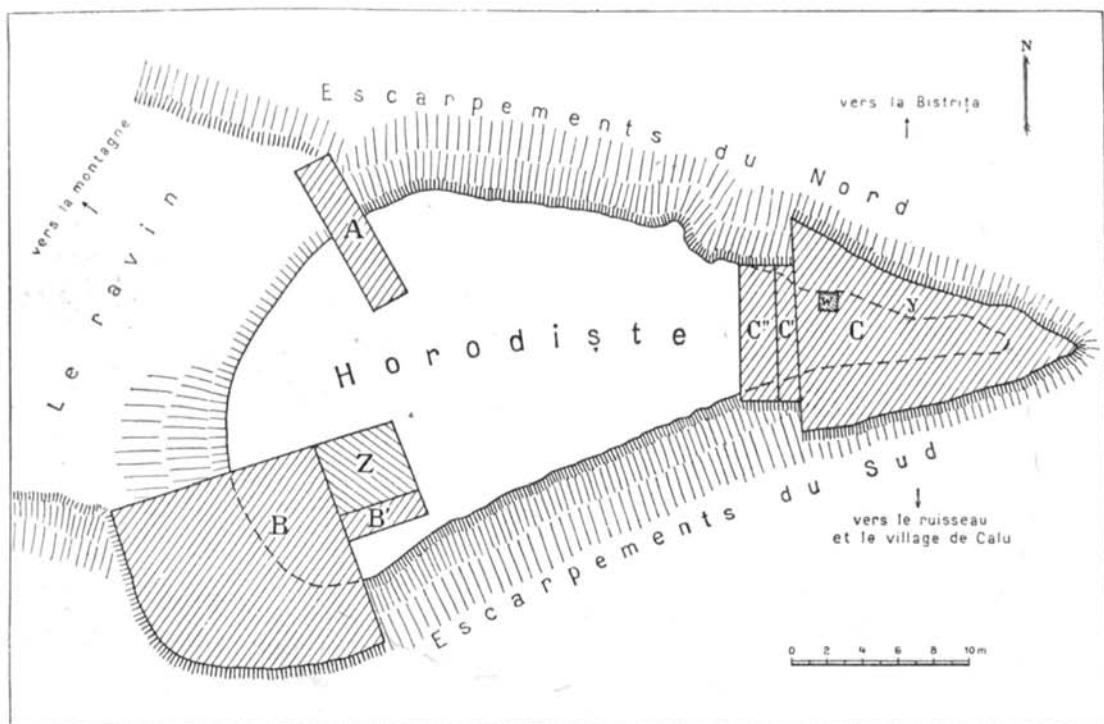 Escarpements du Nord
N
vers la Bistrița
vers la montagne
Le ravin
A
Horodiște
C"
C'
w
C
y
Z
B
B'
Escarpements du Sud
vers le ruisseau
et le village de Calu
0 2 4 6 8 10 m